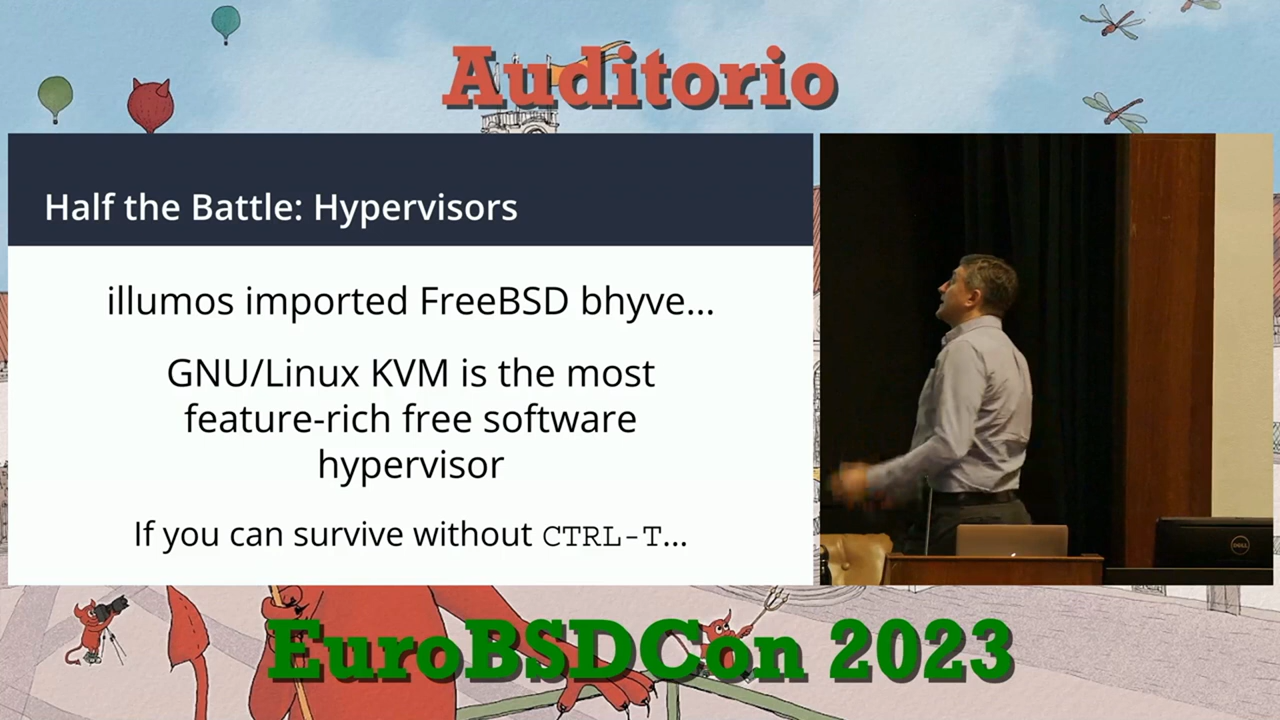 Auditorio
Half the Battle: Hypervisors
illumos imported FreeBSD bhyve...
GNU/Linux KVM is the most
feature-rich free software
hypervisor
If you can survive without CTRL-T...
DELL
EuroBSDCon 2023